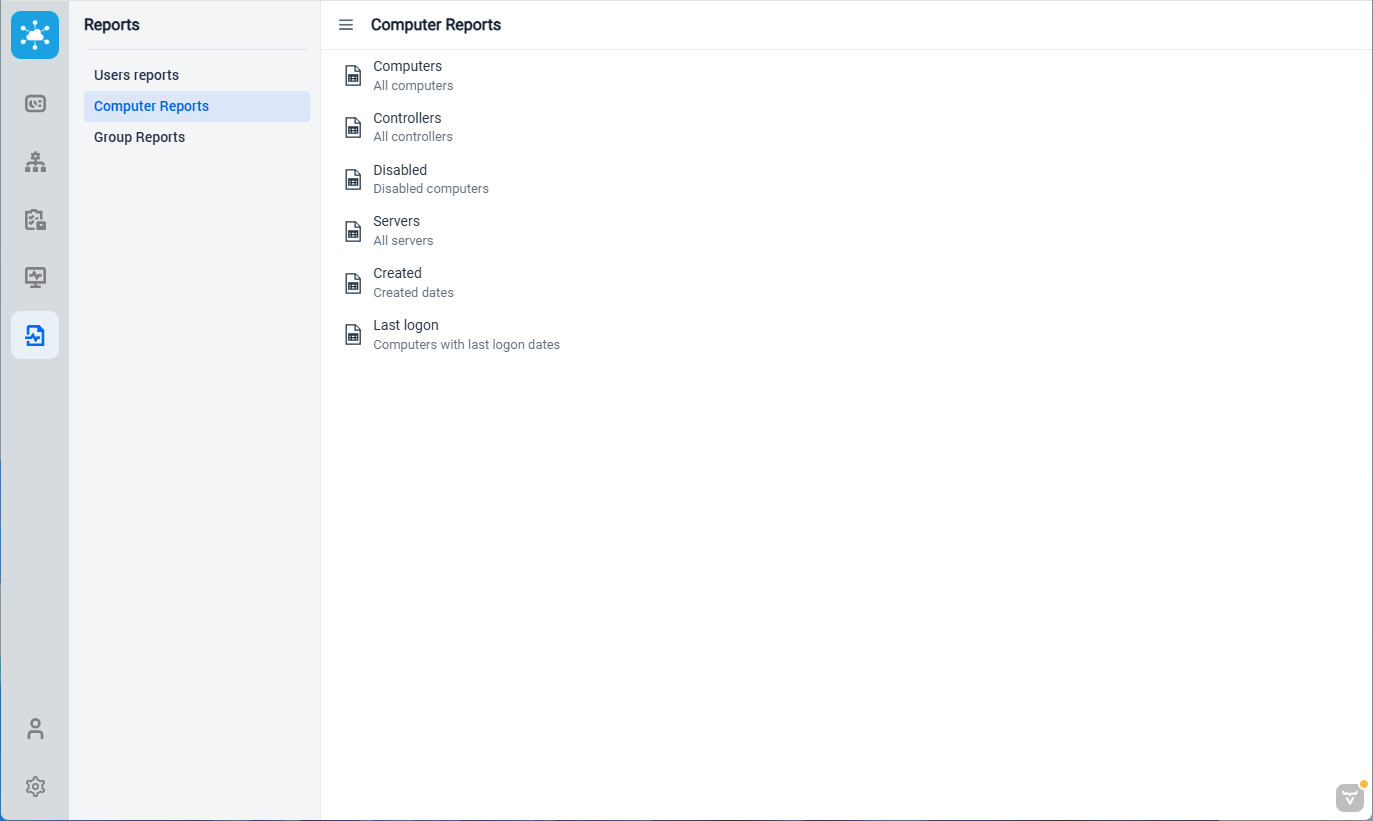 Reports
Users reports
Computer Reports
Group Reports
Computer Reports
Computers
All computers
Controllers
All controllers
Disabled
Disabled computers
Servers
All servers
Created
Created dates
Last logon
Computers with last logon dates